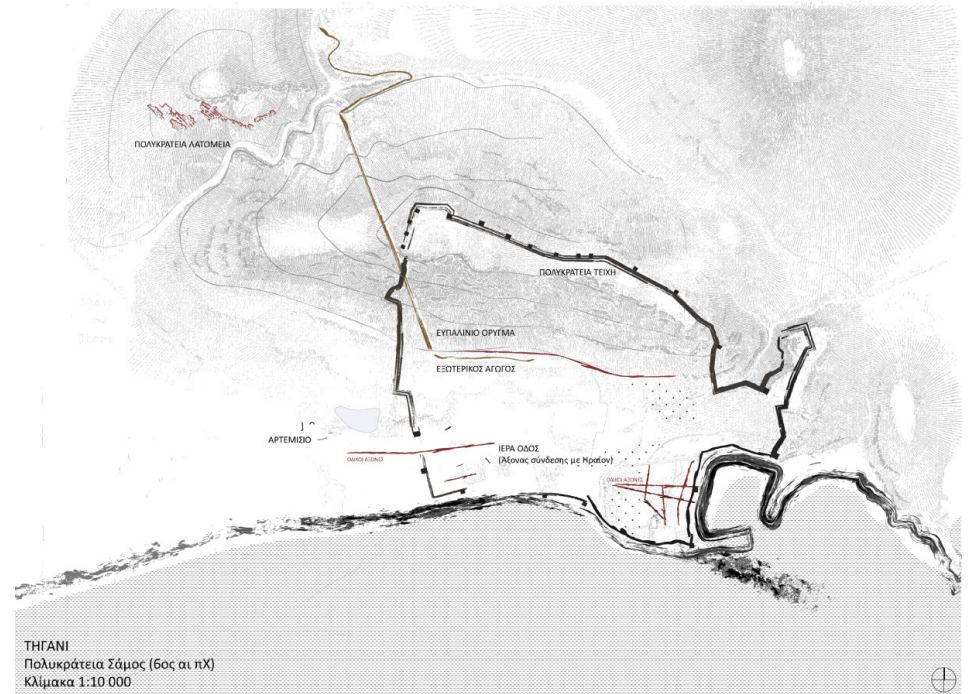 ΠΟΛΥΚΡΑΤΕΙΑ ΛΑΤΟΜΕΙΑ
ΠΟΛΥΚΡΑΤΕΙΑ ΤΕΙΧΗ
ΕΥΠΑΛΙΝΙΟ ΟΡΥΓΜΑ
ΕΞΩΤΕΡΙΚΟΣ ΑΓΩΓΟΣ
ΑΡΤΕΜΙΣΙΟ
ΙΕΡΑ ΟΔΟΣ
(Άξονας σύνδεσης με Ηραίον)
ΟΔΙΚΟΙ ΑΞΟΝΕΣ
ΟΔΙΚΟΙ ΑΞΟΝΕΣ
ΤΗΓΑΝΙ
Πολυκράτεια Σάμος (6ος αι πΧ)
Κλίμακα 1:10 000